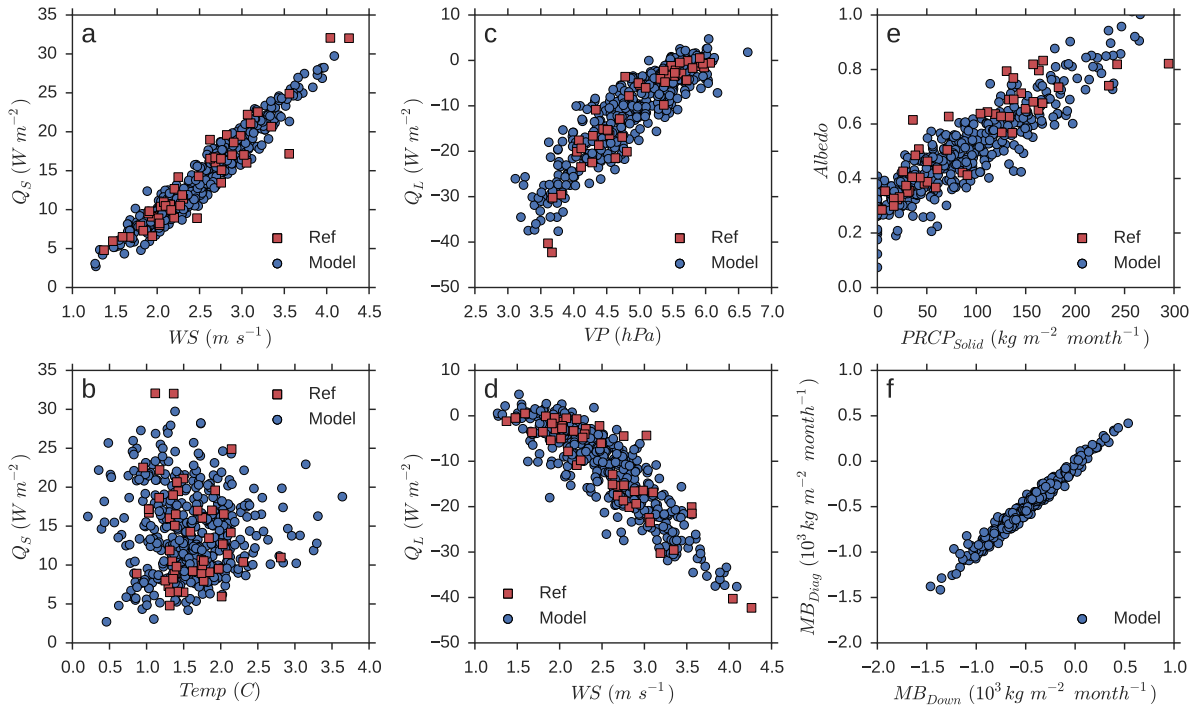 a
35
30
25
20
15
10
5
0
Q_S (W m⁻²)
Ref
Model
1.0 1.5 2.0 2.5 3.0 3.5 4.0 4.5
WS (m s⁻¹)
c
10
0
−10
−20
−30
−40
−50
Q_L (W m⁻²)
Ref
Model
2.5 3.0 3.5 4.0 4.5 5.0 5.5 6.0 6.5 7.0
VP (hPa)
e
1.0
0.8
0.6
0.4
0.2
0.0
Albedo
Ref
Model
0 50 100 150 200 250 300
PRCP_Solid (kg m⁻² month⁻¹)
b
35
30
25
20
15
10
5
0
Q_S (W m⁻²)
Ref
Model
0.0 0.5 1.0 1.5 2.0 2.5 3.0 3.5 4.0
Temp (C)
d
10
0
−10
−20
−30
−40
−50
Q_L (W m⁻²)
Ref
Model
1.0 1.5 2.0 2.5 3.0 3.5 4.0 4.5
WS (m s⁻¹)
f
1.0
0.5
0.0
−0.5
−1.0
−1.5
−2.0
MB_Diag (10³ kg m⁻² month⁻¹)
Model
−2.0 −1.5 −1.0 −0.5 0.0 0.5 1.0
MB_Down (10³ kg m⁻² month⁻¹)